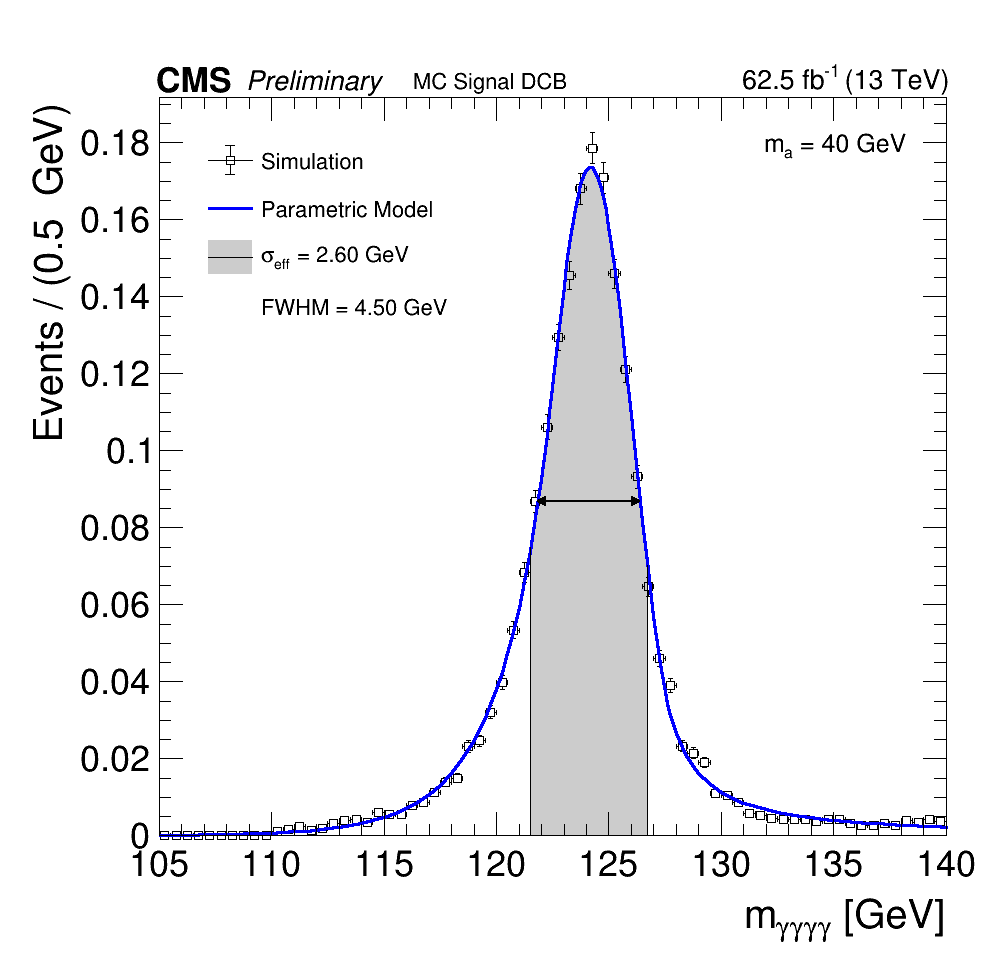 CMS Preliminary MC Signal DCB 62.5 fb⁻¹ (13 TeV)
Events / (0.5 GeV)
0.18
0.16
0.14
0.12
0.1
0.08
0.06
0.04
0.02
0
Simulation
Parametric Model
σeff = 2.60 GeV
FWHM = 4.50 GeV
mₐ = 40 GeV
105 110 115 120 125 130 135 140
mγγγγ [GeV]